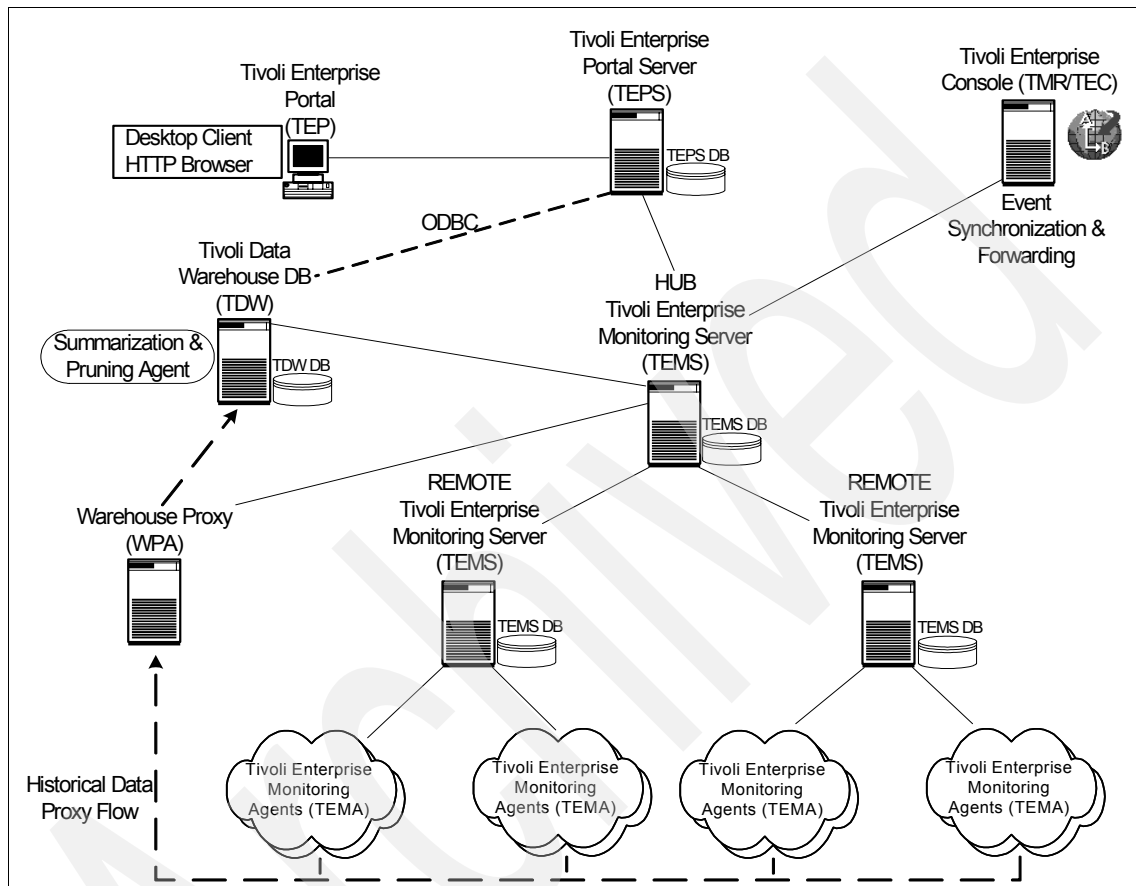 Tivoli Enterprise
Portal Server
(TEPS)
Tivoli Enterprise
Console (TMR/TEC)
Tivoli Enterprise
Portal
(TEP)
Desktop Client
HTTP Browser
TEPS DB
A
B
Event
Synchronization &
Forwarding
ODBC
Tivoli Data
Warehouse DB
(TDW)
HUB
Tivoli Enterprise
Monitoring Server
(TEMS)
Summarization &
Pruning Agent
TDW DB
TEMS DB
Warehouse Proxy
(WPA)
REMOTE
Tivoli Enterprise
Monitoring Server
(TEMS)
TEMS DB
REMOTE
Tivoli Enterprise
Monitoring Server
(TEMS)
TEMS DB
Historical Data
Proxy Flow
Tivoli Enterprise
Monitoring
Agents (TEMA)
Tivoli Enterprise
Monitoring
Agents (TEMA)
Tivoli Enterprise
Monitoring
Agents (TEMA)
Tivoli Enterprise
Monitoring
Agents (TEMA)
Archived